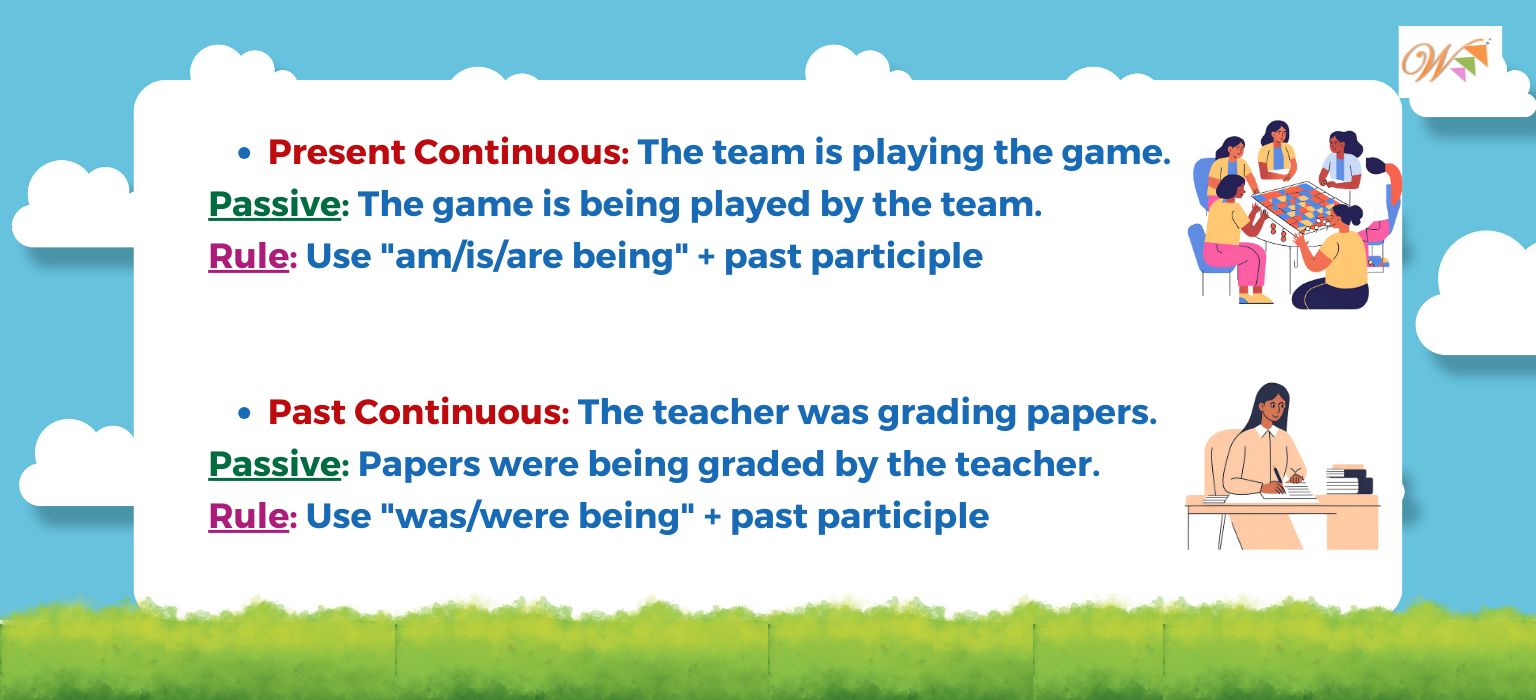 W
• Present Continuous: The team is playing the game.
Passive: The game is being played by the team.
Rule: Use "am/is/are being" + past participle
• Past Continuous: The teacher was grading papers.
Passive: Papers were being graded by the teacher.
Rule: Use "was/were being" + past participle